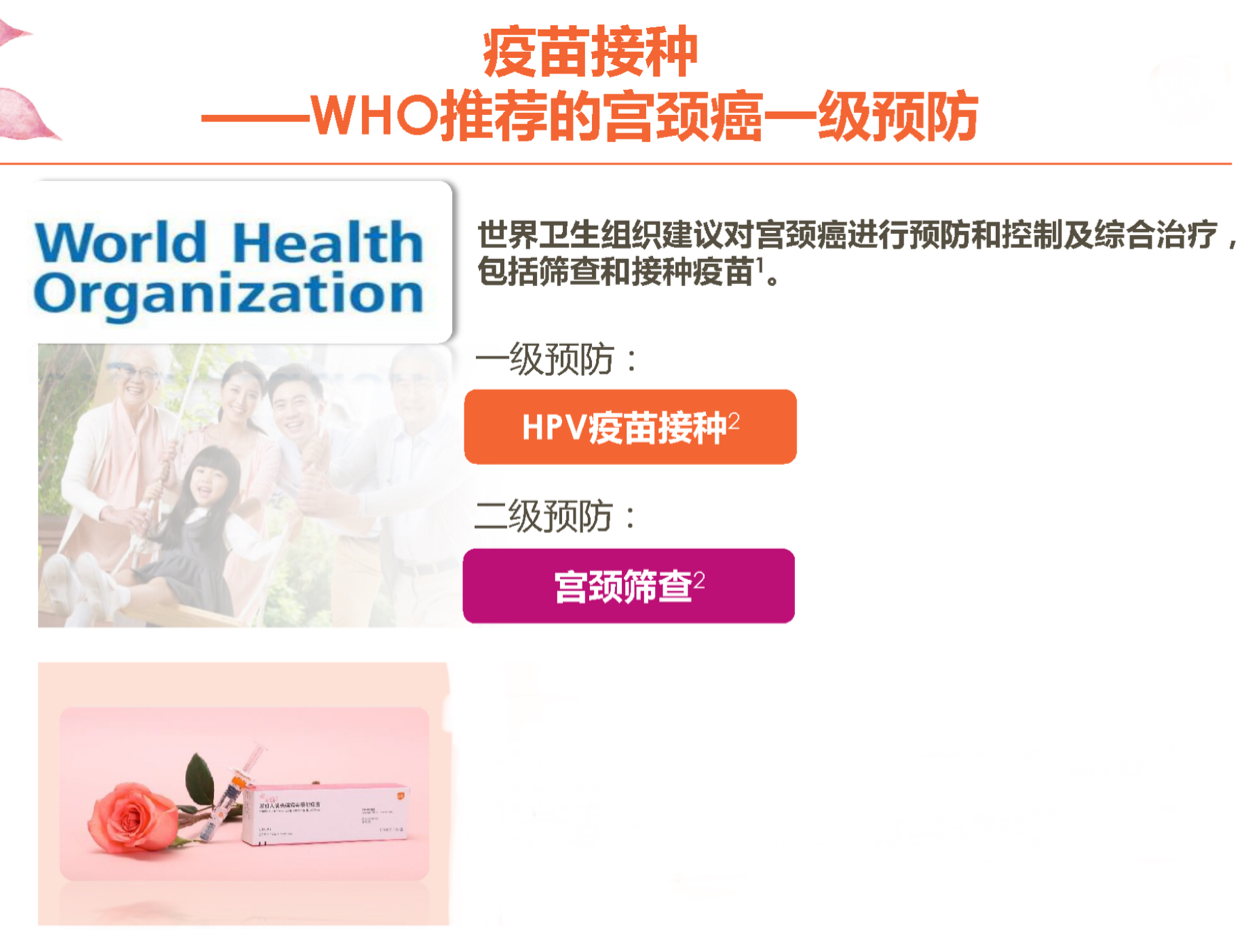 疫苗接种
——WHO推荐的宫颈癌一级预防
World Health
Organization
世界卫生组织建议对宫颈癌进行预防和控制及综合治疗，
包括筛查和接种疫苗1。
一级预防：
HPV疫苗接种2
二级预防：
宫颈筛查2